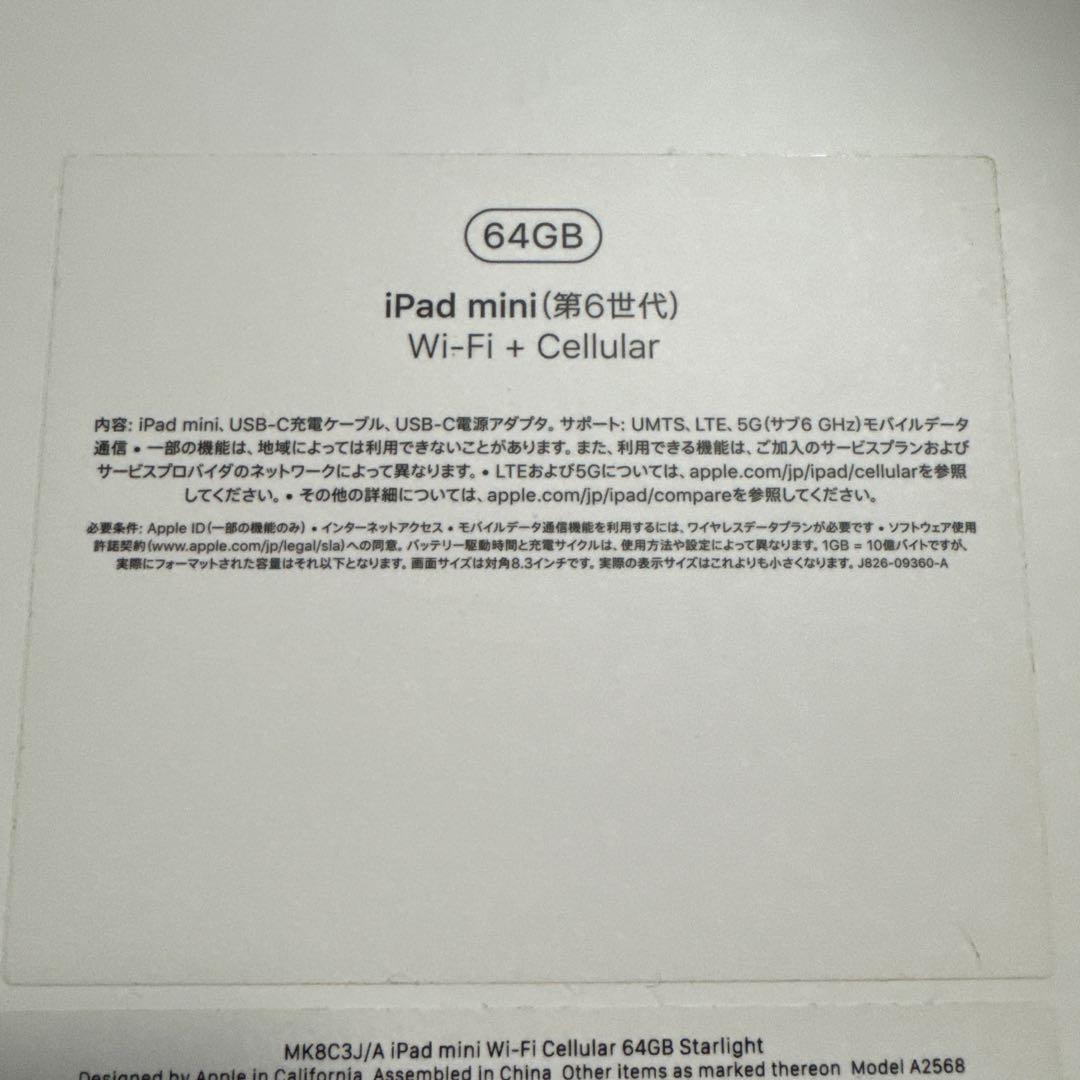 64GB
iPad mini(第6世代)
Wi-Fi + Cellular
内容: iPad mini、USB-C充電ケーブル、USB-C電源アダプタ。サポート: UMTS、LTE、5G(サブ6 GHz)モバイルデータ
通信 • 一部の機能は、地域によっては利用できないことがあります。また、利用できる機能は、ご加入のサービスプランおよび
サービスプロバイダのネットワークによって異なります。• LTEおよび5Gについては、apple.com/jp/ipad/cellularを参照
してください。• その他の詳細については、apple.com/jp/ipad/compareを参照してください。
必要条件: Apple ID(一部の機能のみ) • インターネットアクセス • モバイルデータ通信機能を利用するには、ワイヤレスデータプランが必要です • ソフトウェア使用
許諾契約(www.apple.com/jp/legal/sla)への同意。バッテリー駆動時間と充電サイクルは、使用方法や設定によって異なります。1GB = 10億バイトですが、
実際にフォーマットされた容量はそれ以下となります。画面サイズは対角8.3インチです。実際の表示サイズはこれよりも小さくなります。J826-09360-A
MK8C3J/A iPad mini Wi-Fi Cellular 64GB Starlight
Designed by Apple in California Assembled in China Other items as marked thereon Model A2568